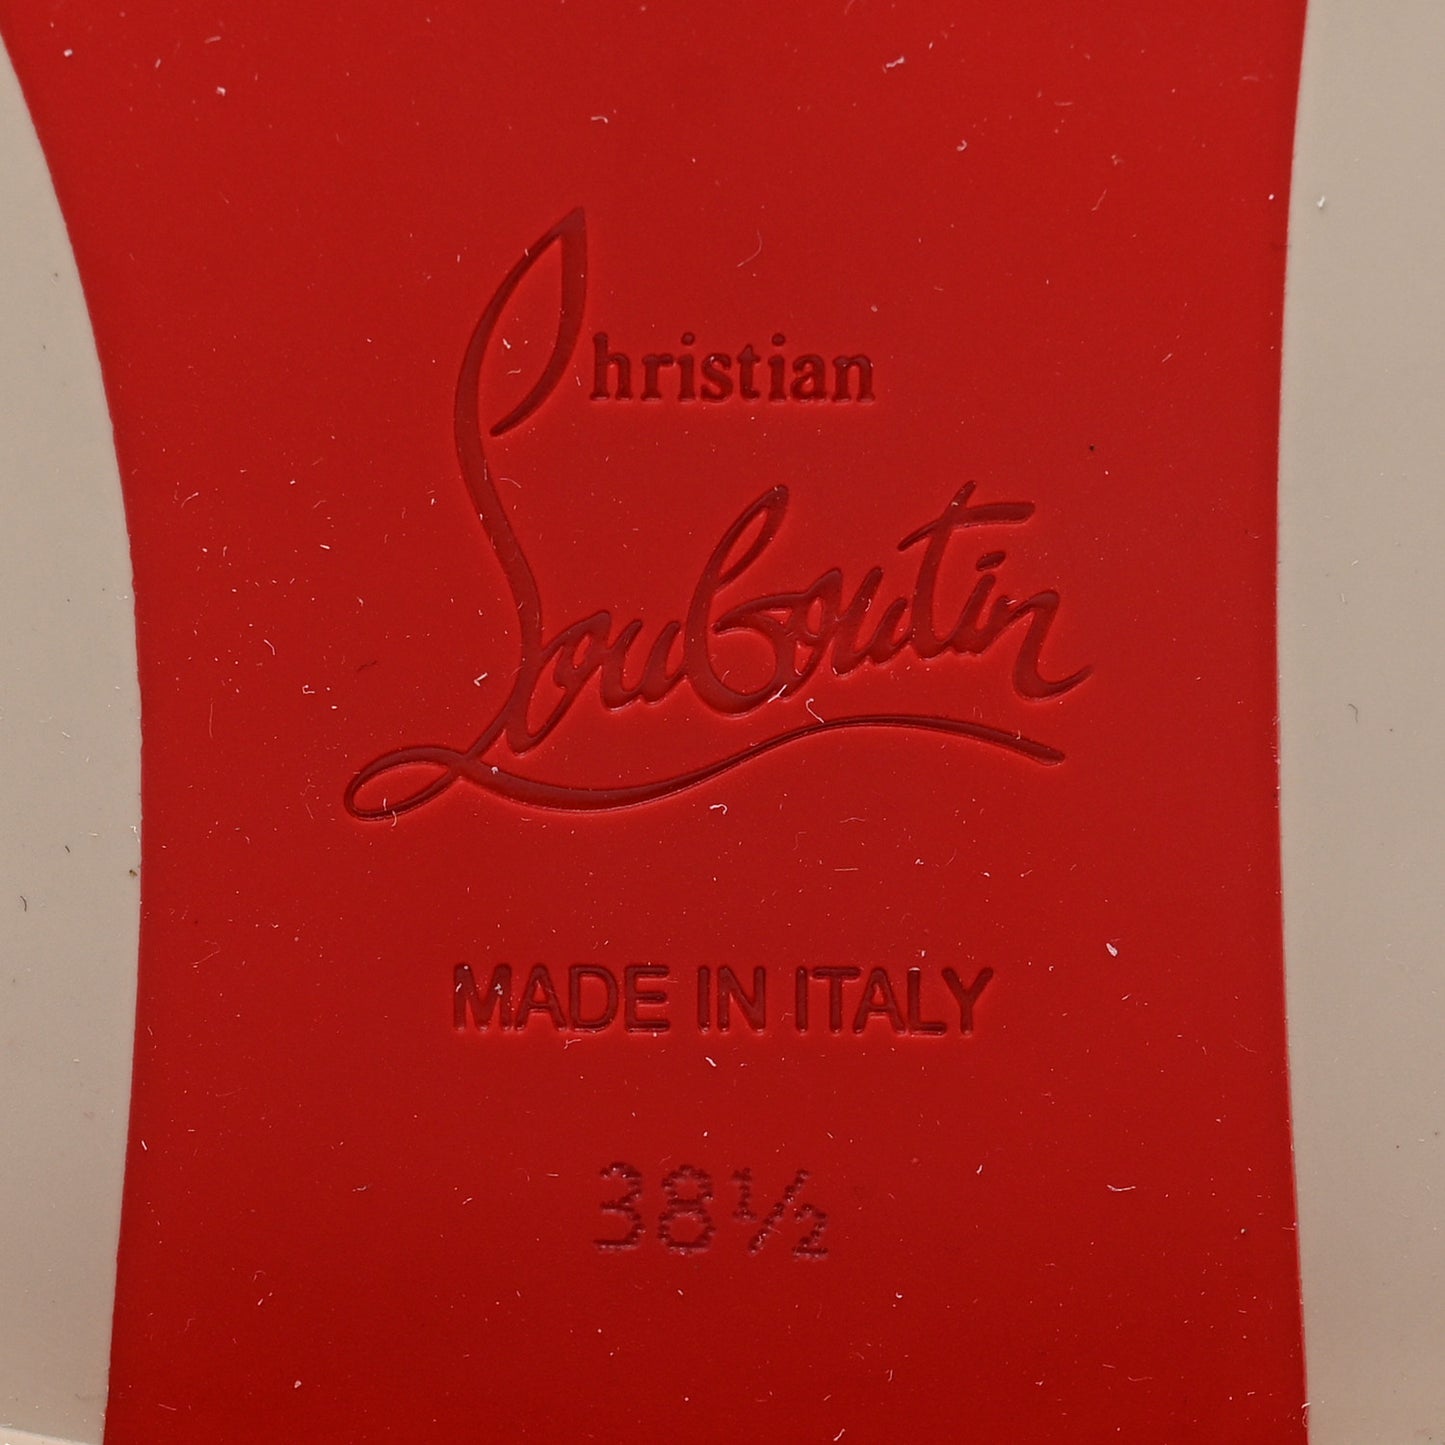 Christian
Louboutin
MADE IN ITALY
38½